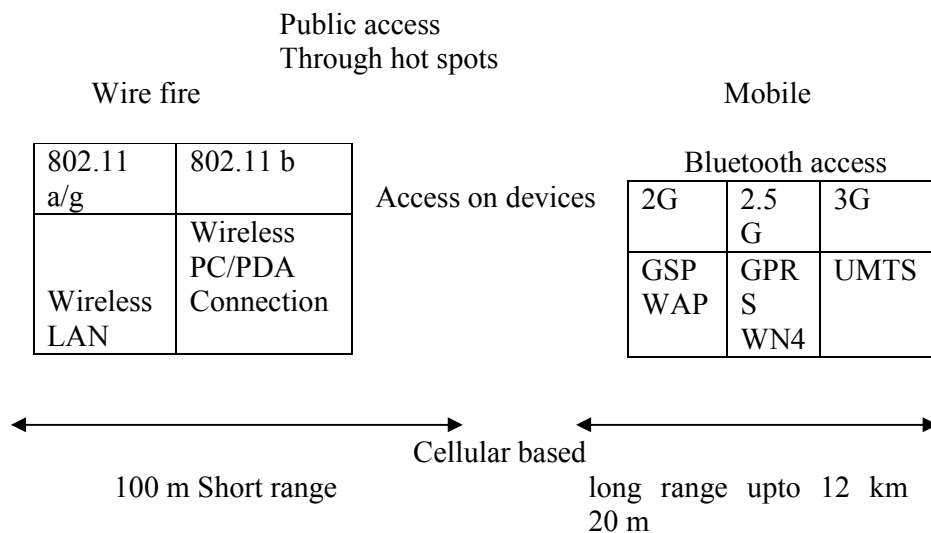 Public access
Through hot spots
Wire fire
Mobile
802.11
a/g
802.11 b
Wireless
LAN
Wireless
PC/PDA
Connection
Access on devices
Bluetooth access
2G
2.5
G
3G
GSP
WAP
GPR
S
WN4
UMTS
Cellular based
100 m Short range
long range upto 12 km
20 m